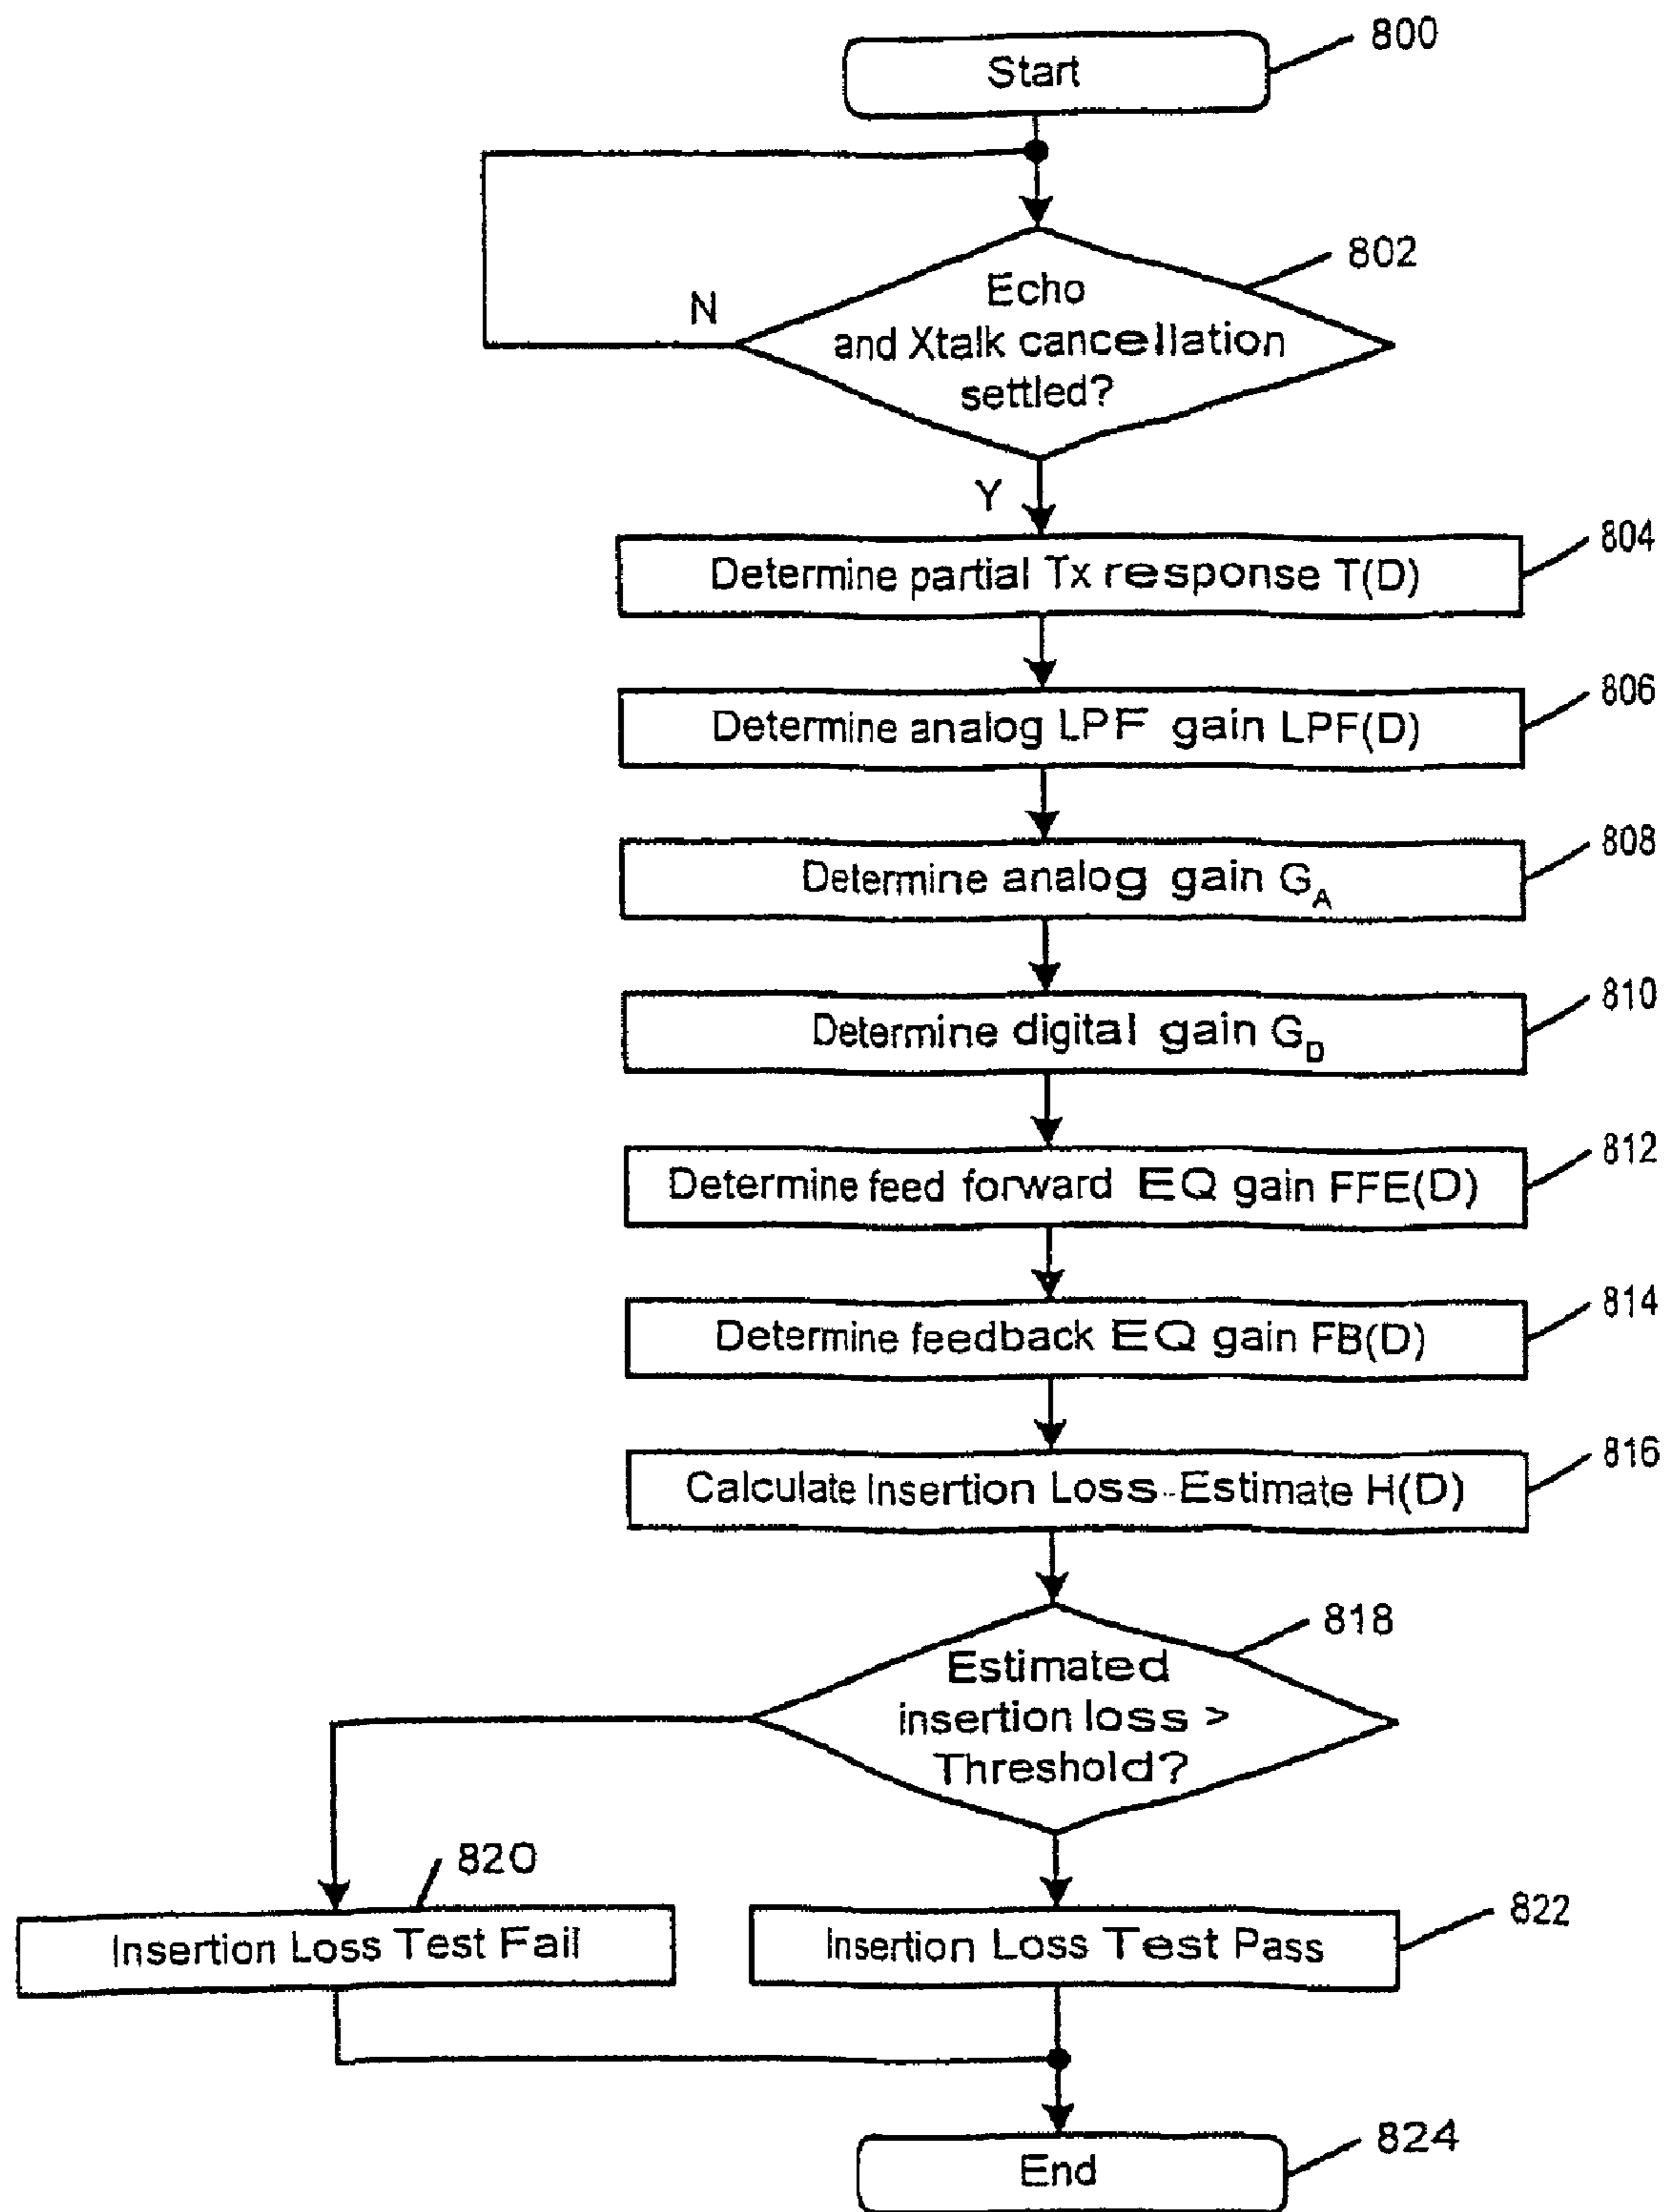 800
Start
802
Echo
and Xtalk cancellation
settled?
N
Y
804
Determine partial Tx response T(D)
806
Determine analog LPF gain LPF(D)
808
Determine analog gain G_A
810
Determine digital gain G_D
812
Determine feed forward EQ gain FFE(D)
814
Determine feedback EQ gain FB(D)
816
Calculate Insertion Loss Estimate H(D)
818
Estimated
insertion loss >
Threshold?
820
Insertion Loss Test Fail
822
Insertion Loss Test Pass
824
End